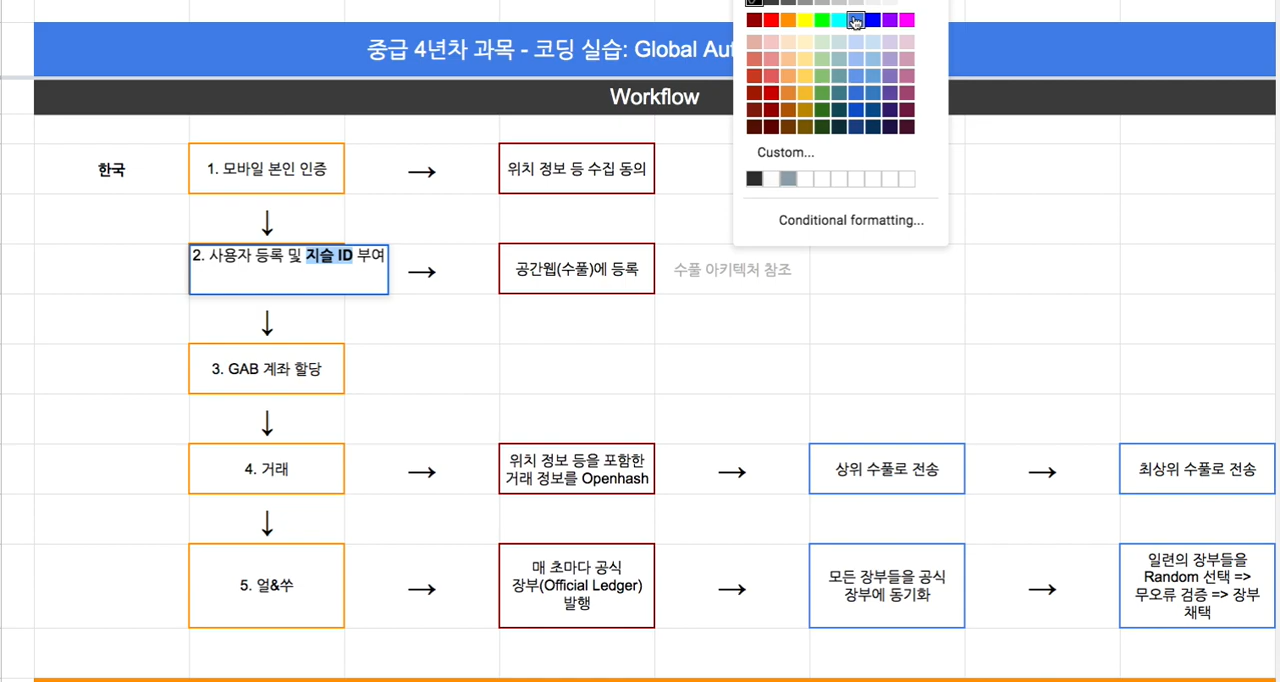 중급 4년차 과목 - 코딩 실습: Global Au
Workflow
Custom...
Conditional formatting...
한국
1. 모바일 본인 인증
→
위치 정보 등 수집 동의
↓
2. 사용자 등록 및 지슬 ID 부여
→
공간웹(수풀)에 등록
수풀 아키텍처 참조
↓
3. GAB 계좌 할당
↓
4. 거래
→
위치 정보 등을 포함한
거래 정보를 Openhash
→
상위 수풀로 전송
→
최상위 수풀로 전송
↓
5. 얼&쑤
→
매 초마다 공식
장부(Official Ledger)
발행
→
모든 장부들을 공식
장부에 동기화
→
일련의 장부들을
Random 선택 =>
무오류 검증 => 장부
채택